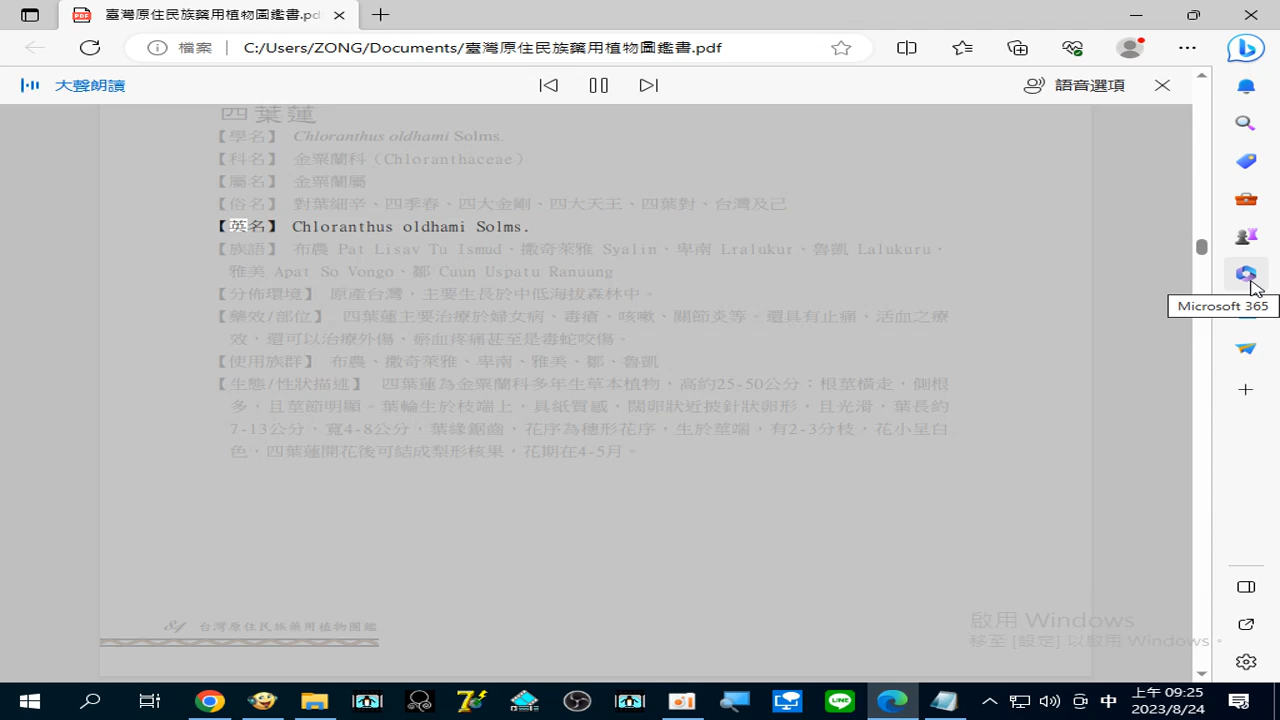 臺灣原住民族藥用植物圖鑑書.pd
檔案 C:/Users/ZONG/Documents/臺灣原住民族藥用植物圖鑑書.pdf
大聲朗讀 語音選項
四葉蓮
【學名】 Chloranthus oldhami Solms.
【科名】 金粟蘭科（Chloranthaceae）
【屬名】 金粟蘭屬
【俗名】 對葉細辛、四季春、四大金剛、四大天王、四葉對、台灣及己
【英名】 Chloranthus oldhami Solms.
【族語】 布農 Pat Lisav Tu Ismud、撒奇萊雅 Syalin、卑南 Lralukur、魯凱 Lalukuru、
雅美 Apat So Vongo、鄒 Cuun Uspatu Ranuung
【分佈環境】 原產台灣，主要生長於中低海拔森林中。
【藥效/部位】 四葉蓮主要治療於婦女病、毒瘡、咳嗽、關節炎等。還具有止痛、活血之療
效，還可以治療外傷、瘀血疼痛甚至是毒蛇咬傷。
【使用族群】 布農、撒奇萊雅、卑南、雅美、鄒、魯凱
【生態/性狀描述】 四葉蓮為金粟蘭科多年生草本植物，高約25-50公分；根莖橫走，側根
多，且莖節明顯。葉輪生於枝端上，具紙質感，闊卵狀近披針狀卵形，且光滑，葉長約
7-13公分，寬4-8公分，葉緣鋸齒，花序為穗形花序，生於莖端，有2-3分枝，花小呈白
色，四葉蓮開花後可結成梨形核果，花期在4-5月。
Microsoft 365
84 台灣原住民族藥用植物圖鑑
啟用 Windows
移至 [設定] 以啟用 Windows。
中
上午 09:25
2023/8/24